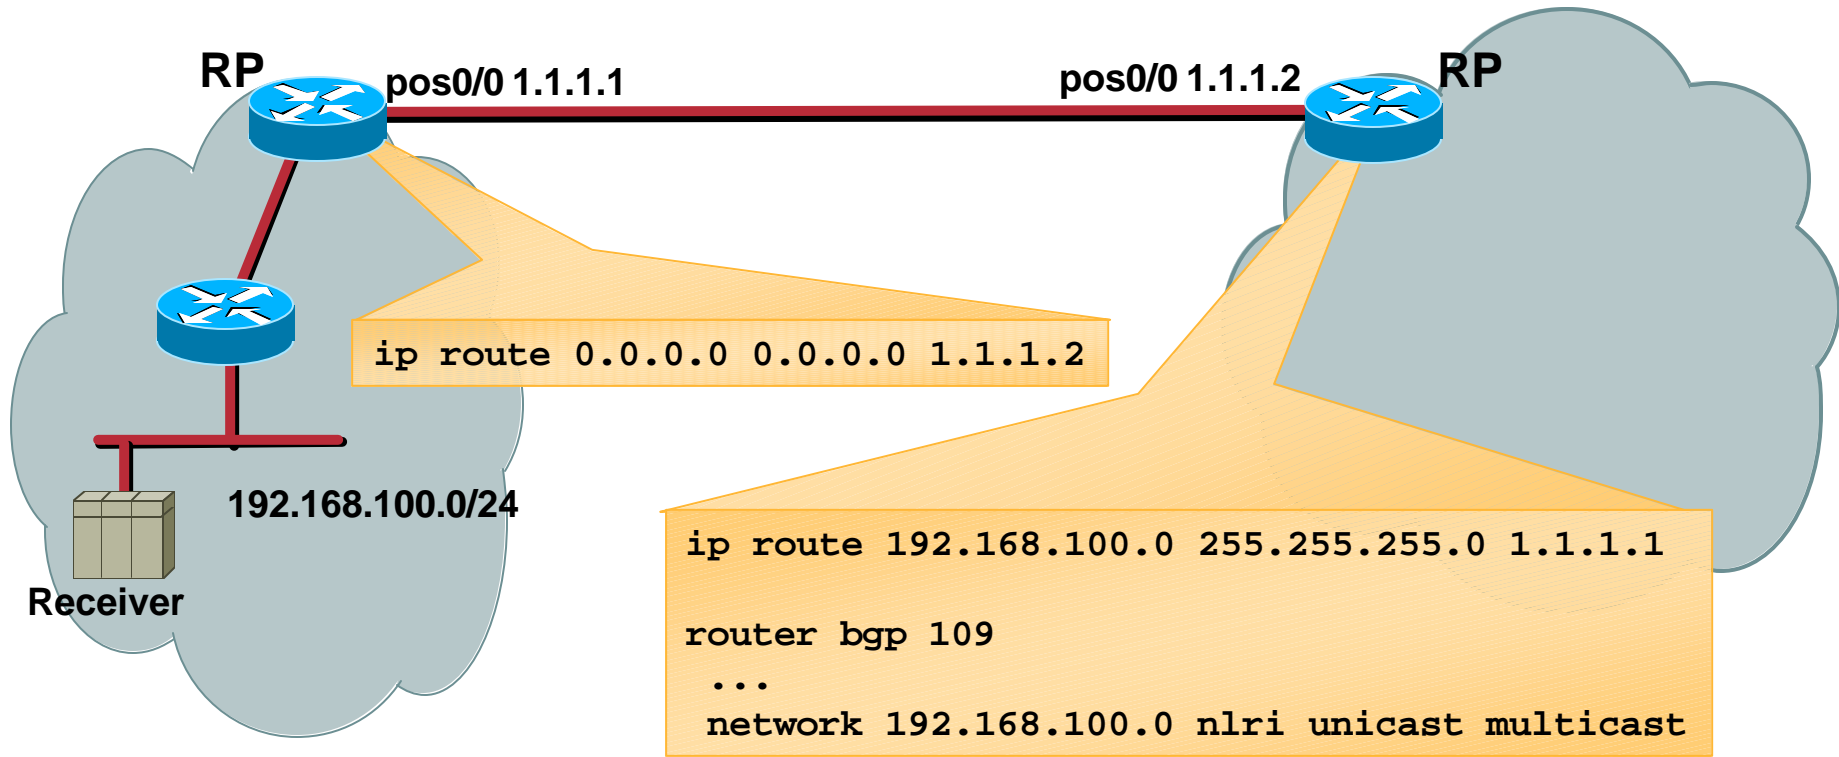 RP
pos0/0 1.1.1.1
pos0/0 1.1.1.2
RP
ip route 0.0.0.0 0.0.0.0 1.1.1.2
192.168.100.0/24
Receiver
ip route 192.168.100.0 255.255.255.0 1.1.1.1
router bgp 109
...
network 192.168.100.0 nlri unicast multicast